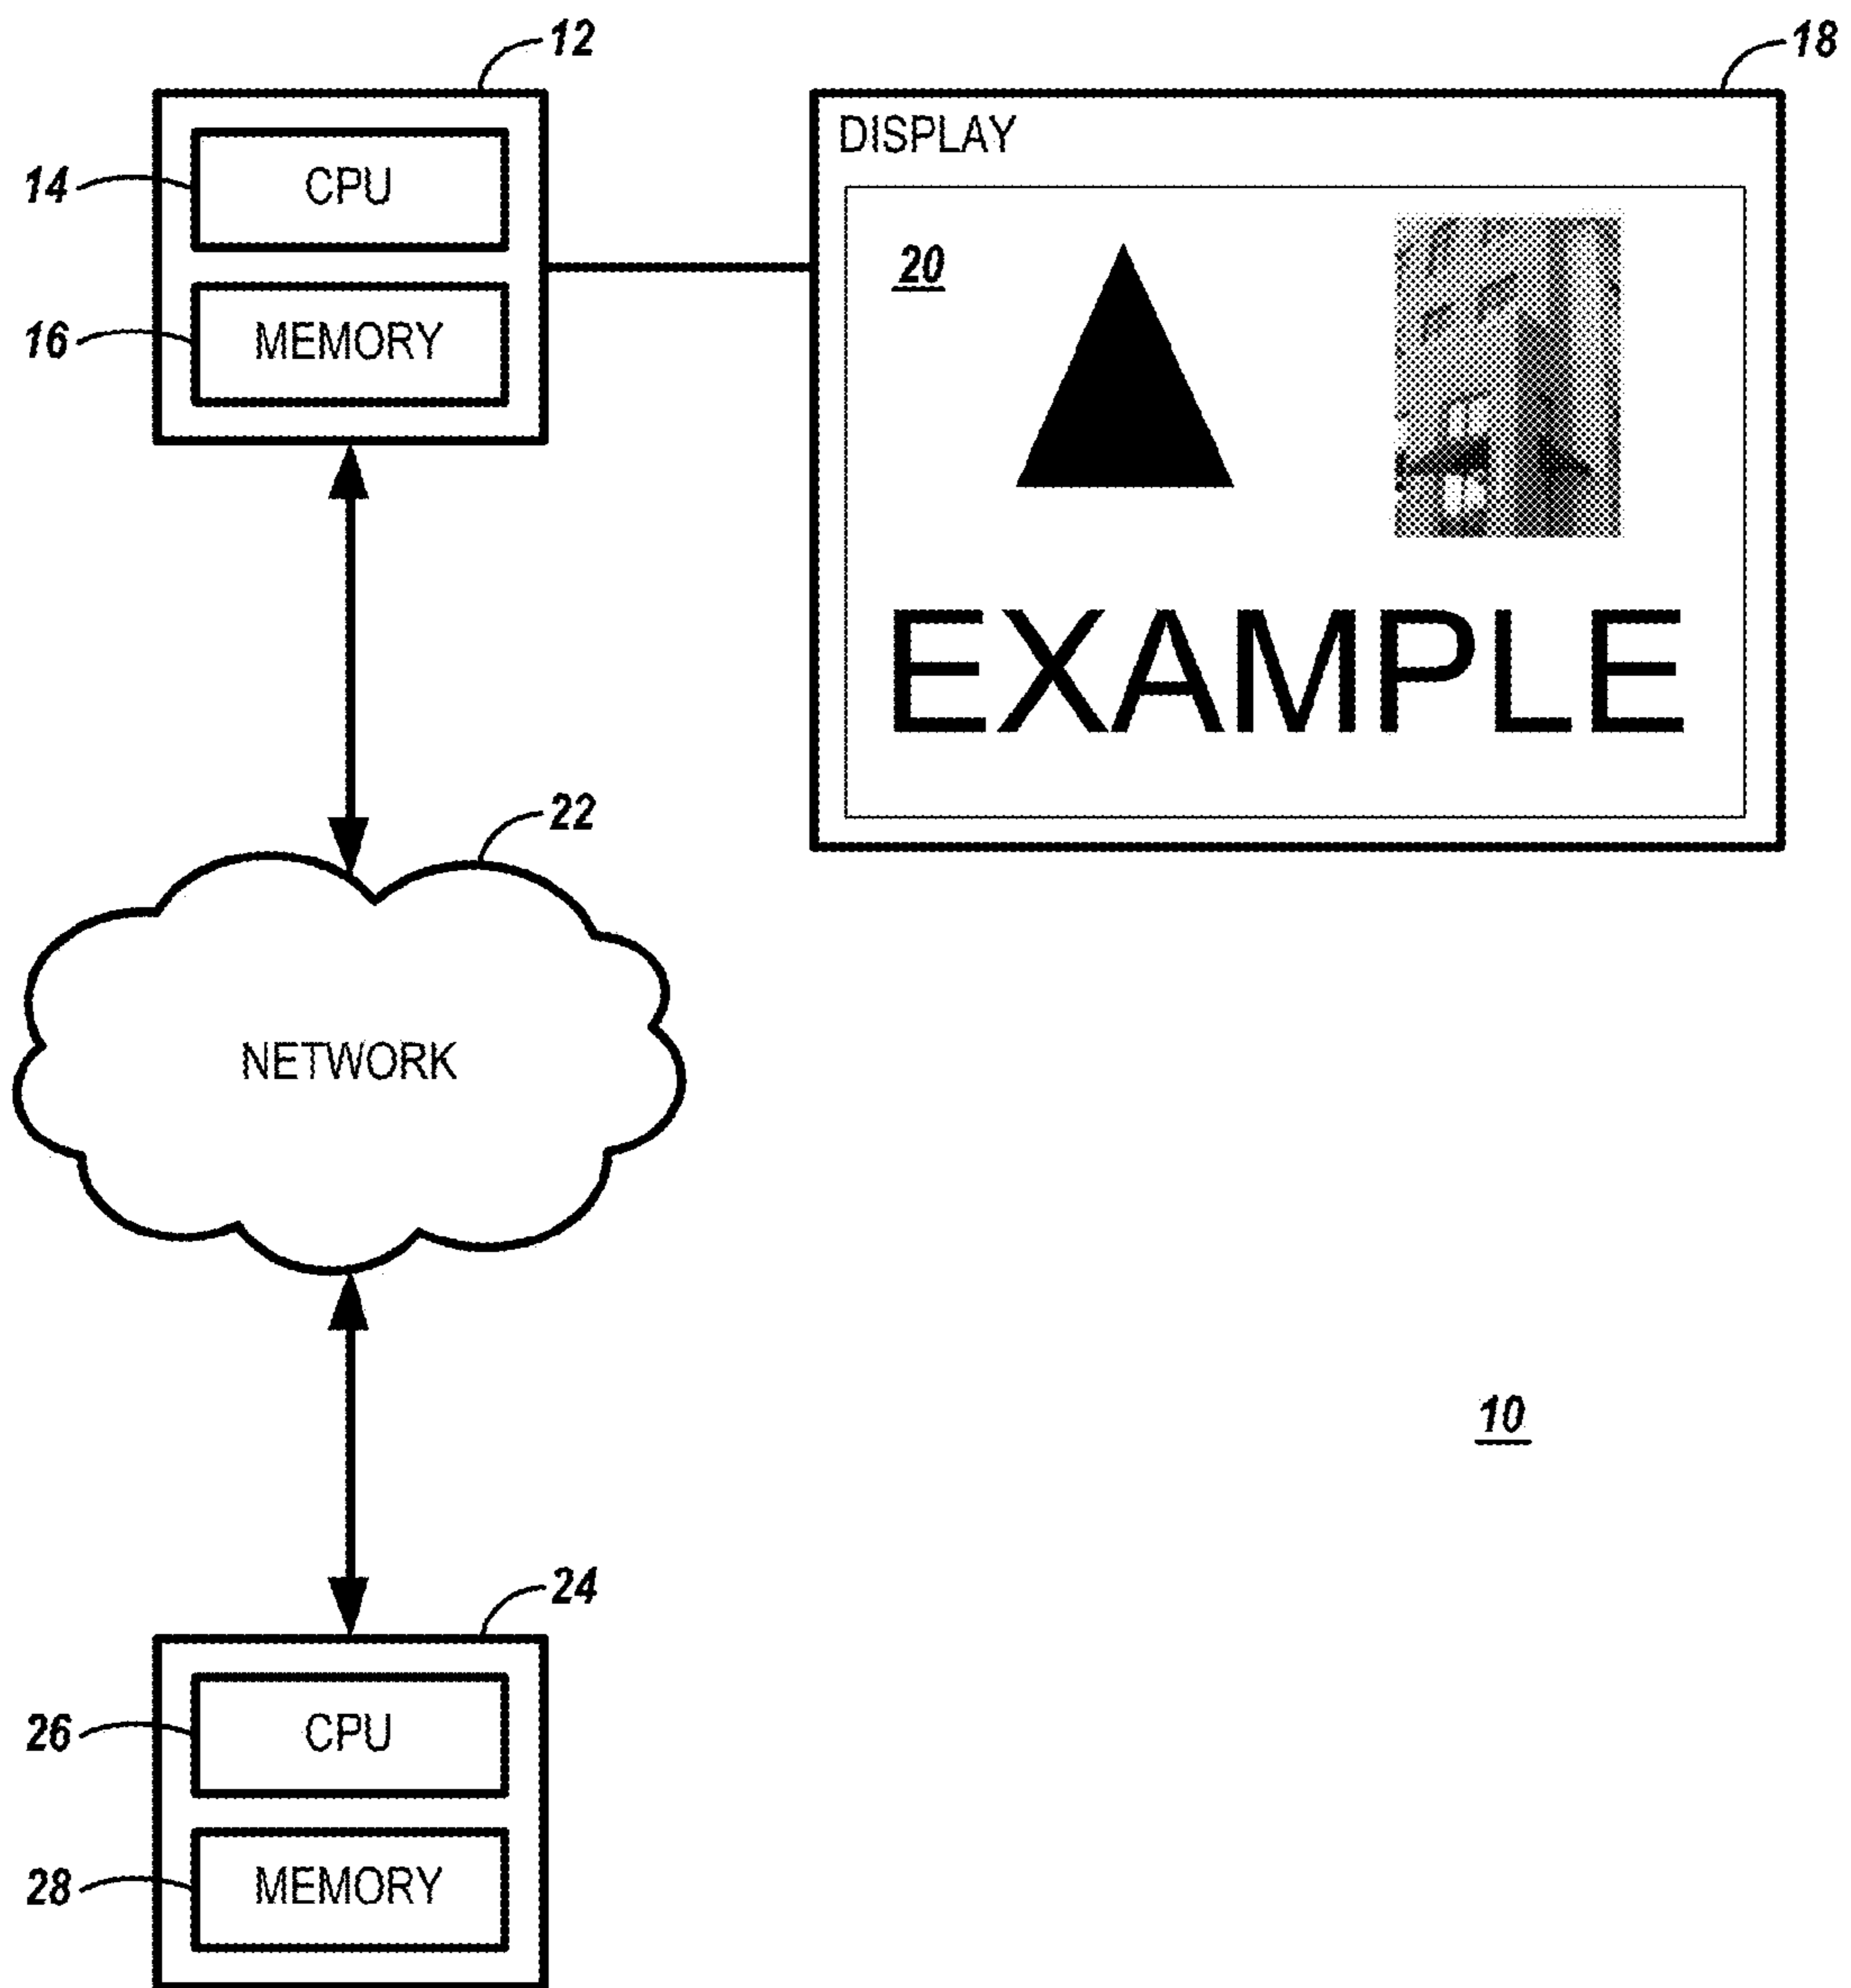 12
18
DISPLAY
14
CPU
20
16
MEMORY
EXAMPLE
22
NETWORK
10
24
26
CPU
28
MEMORY